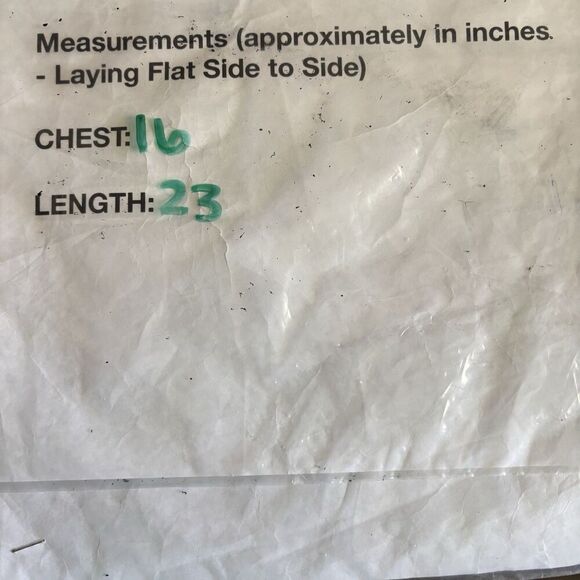 Measurements (approximately in inches.
- Laying Flat Side to Side)
CHEST: 16
LENGTH: 23